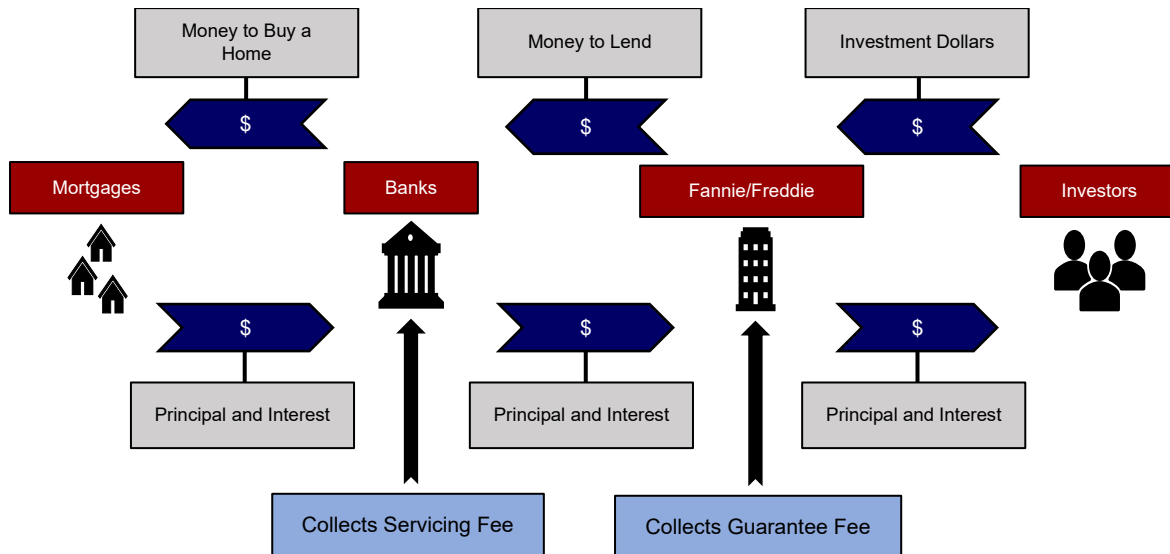 Money to Buy a
Home
Money to Lend
Investment Dollars
$
$
$
Mortgages
Banks
Fannie/Freddie
Investors
$
$
$
Principal and Interest
Principal and Interest
Principal and Interest
Collects Servicing Fee
Collects Guarantee Fee